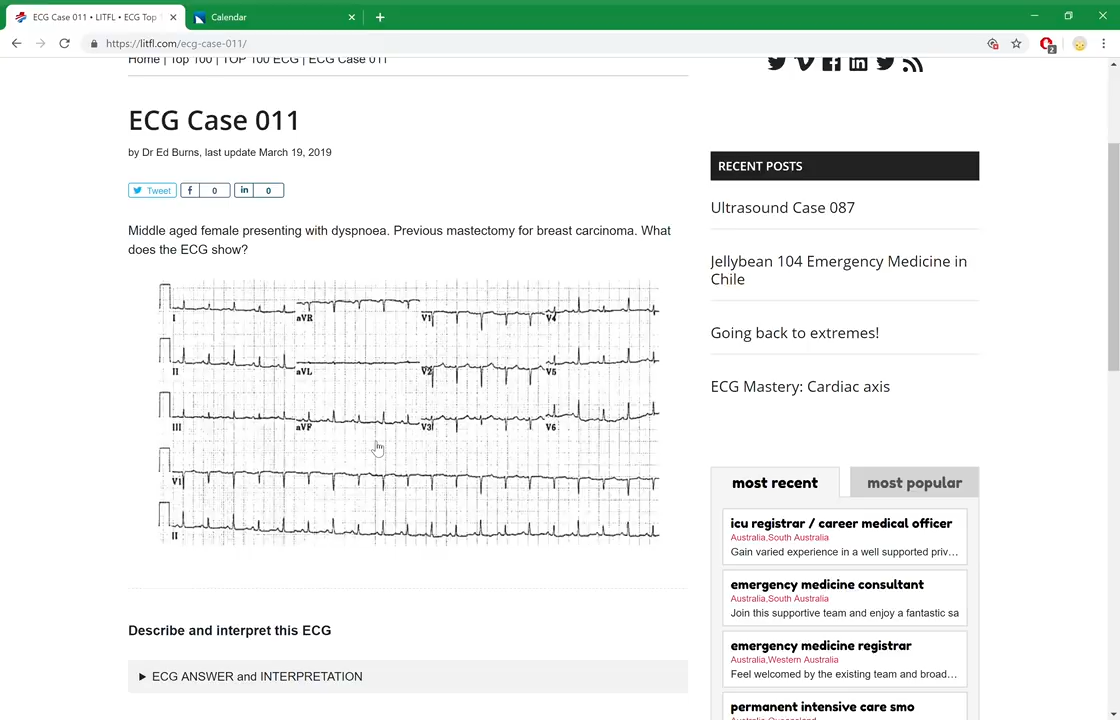 ECG Case 011 • LITFL • ECG Top
Calendar
https://litfl.com/ecg-case-011/
2
Home | Top 100 | TOP 100 ECG | ECG Case 011
ECG Case 011
by Dr Ed Burns, last update March 19, 2019
Tweet
0
0
Middle aged female presenting with dyspnoea. Previous mastectomy for breast carcinoma. What
does the ECG show?
I
aVR
V1
V4
II
aVL
V2
V5
III
aVF
V3
V6
V1
II
Describe and interpret this ECG
ECG ANSWER and INTERPRETATION
RECENT POSTS
Ultrasound Case 087
Jellybean 104 Emergency Medicine in
Chile
Going back to extremes!
ECG Mastery: Cardiac axis
most recent
most popular
icu registrar / career medical officer
Australia,South Australia
Gain varied experience in a well supported priv…
emergency medicine consultant
Australia,South Australia
Join this supportive team and enjoy a fantastic sa
emergency medicine registrar
Australia,Western Australia
Feel welcomed by the existing team and broad…
permanent intensive care smo